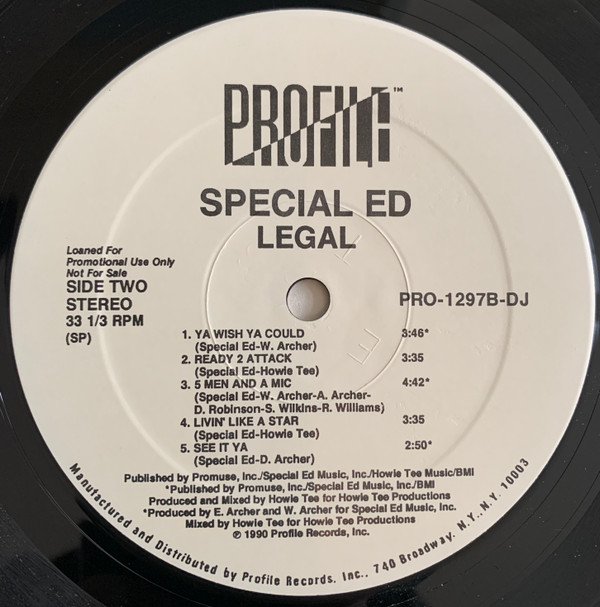 PROFILE™
SPECIAL ED
LEGAL
Loaned For
Promotional Use Only
Not For Sale
SIDE TWO
STEREO
33 1/3 RPM
(SP)
PRO-1297B-DJ
1. YA WISH YA COULD 3:46*
(Special Ed-W. Archer)
2. READY 2 ATTACK 3:35
(Special Ed-Howie Tee)
3. 5 MEN AND A MIC 4:42*
(Special Ed-W. Archer-A. Archer-
D. Robinson-S. Wilkins-R. Williams)
4. LIVIN' LIKE A STAR 3:35
(Special Ed-Howie Tee)
5. SEE IT YA 2:50*
(Special Ed-D. Archer)
Published by Promuse, Inc./Special Ed Music, Inc./Howie Tee Music/BMI
*Published by Promuse, Inc./Special Ed Music, Inc./BMI
Produced and Mixed by Howie Tee for Howie Tee Productions
*Produced by E. Archer and W. Archer for Special Ed Music, Inc.
Mixed by Howie Tee for Howie Tee Productions
℗ 1990 Profile Records, Inc.
Manufactured and Distributed by Profile Records, Inc., 740 Broadway, N.Y., N.Y. 10003